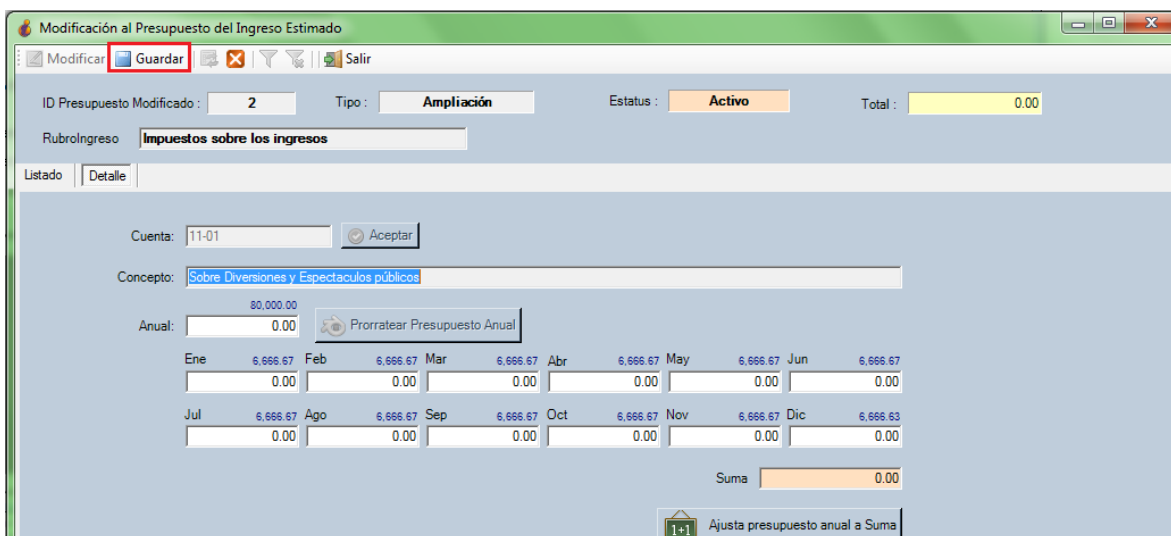 Modificación al Presupuesto del Ingreso Estimado
Modificar Guardar Salir
ID Presupuesto Modificado : 2 Tipo : Ampliación Estatus : Activo Total : 0.00
RubroIngreso Impuestos sobre los ingresos
Listado Detalle
Cuenta: 11-01 Aceptar
Concepto: Sobre Diversiones y Espectaculos públicos
80,000.00
Anual: 0.00 Prorratear Presupuesto Anual
Ene 6,666.67 Feb 6,666.67 Mar 6,666.67 Abr 6,666.67 May 6,666.67 Jun 6,666.67
0.00 0.00 0.00 0.00 0.00 0.00
Jul 6,666.67 Ago 6,666.67 Sep 6,666.67 Oct 6,666.67 Nov 6,666.67 Dic 6,666.63
0.00 0.00 0.00 0.00 0.00 0.00
Suma 0.00
1+1 Ajusta presupuesto anual a Suma